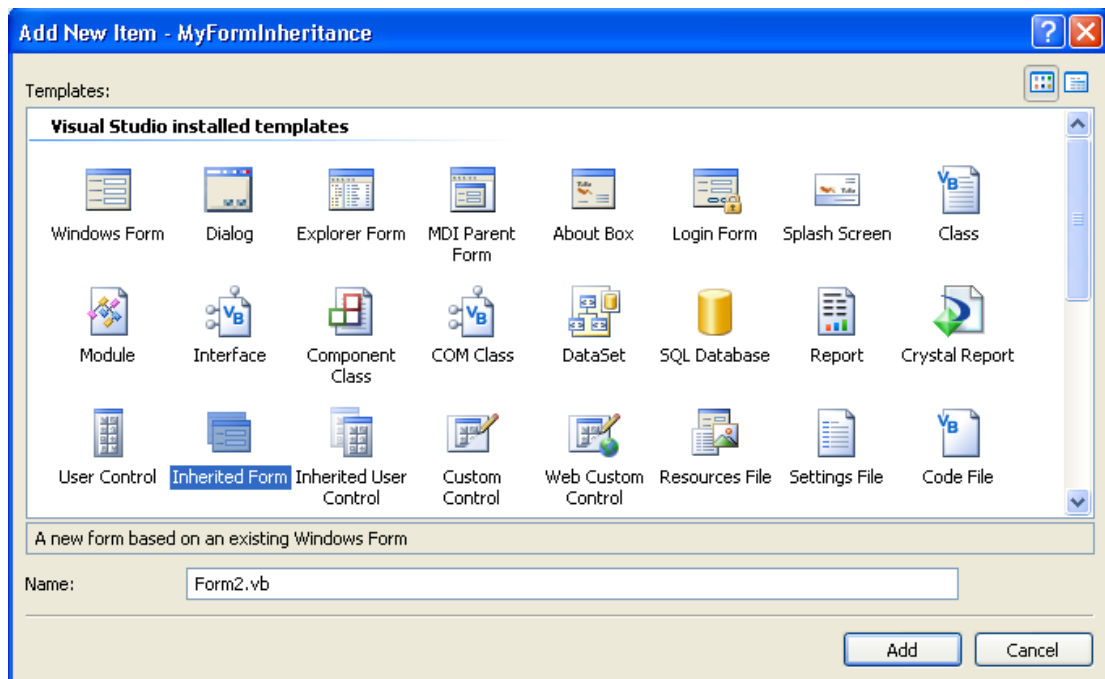 Add New Item - MyFormInheritance
Templates:
Visual Studio installed templates
Windows Form
Dialog
Explorer Form
MDI Parent
Form
About Box
Login Form
Splash Screen
Class
Module
Interface
Component
Class
COM Class
DataSet
SQL Database
Report
Crystal Report
User Control
Inherited Form
Inherited User
Control
Custom
Control
Web Custom
Control
Resources File
Settings File
Code File
A new form based on an existing Windows Form
Name:
Form2.vb
Add
Cancel